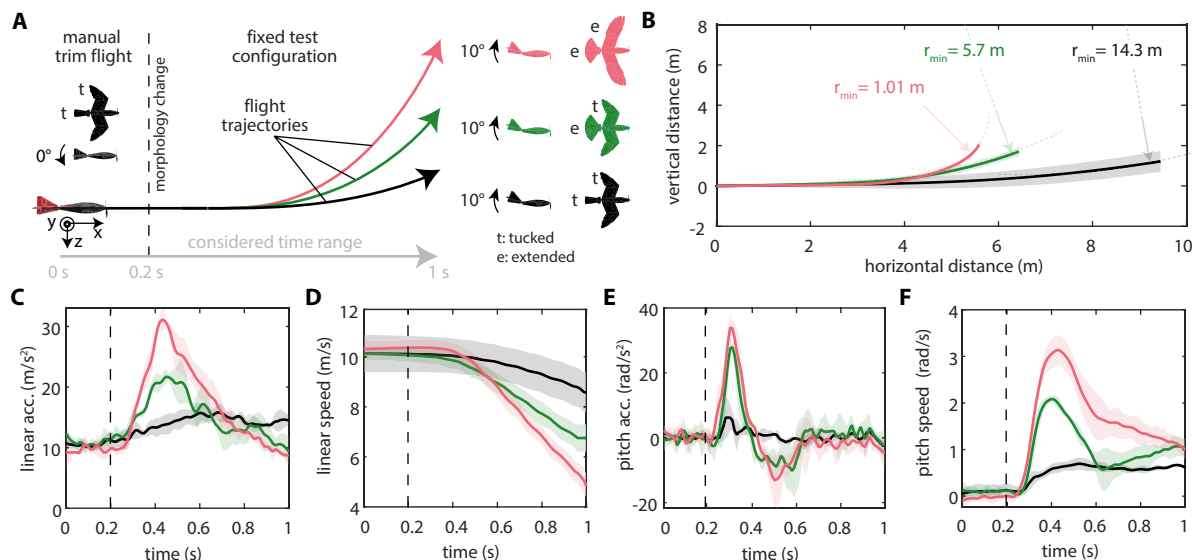 A
manual
trim flight
fixed test
configuration
t
t
0°
morphology change
flight
trajectories
y
x
z
considered time range
0 s
0.2 s
1 s
10°
e
e
10°
t
e
10°
t
t
t: tucked
e: extended
B
vertical distance (m)
8
6
4
2
0
-2
r_min = 1.01 m
r_min = 5.7 m
r_min = 14.3 m
0
2
4
6
8
10
horizontal distance (m)
C
linear acc. (m/s²)
30
20
10
0
0
0.2
0.4
0.6
0.8
1
time (s)
D
linear speed (m/s)
12
10
8
6
4
0
0.2
0.4
0.6
0.8
1
time (s)
E
pitch acc. (rad/s²)
40
20
0
-20
0
0.2
0.4
0.6
0.8
1
time (s)
F
pitch speed (rad/s)
4
3
2
1
0
0
0.2
0.4
0.6
0.8
1
time (s)